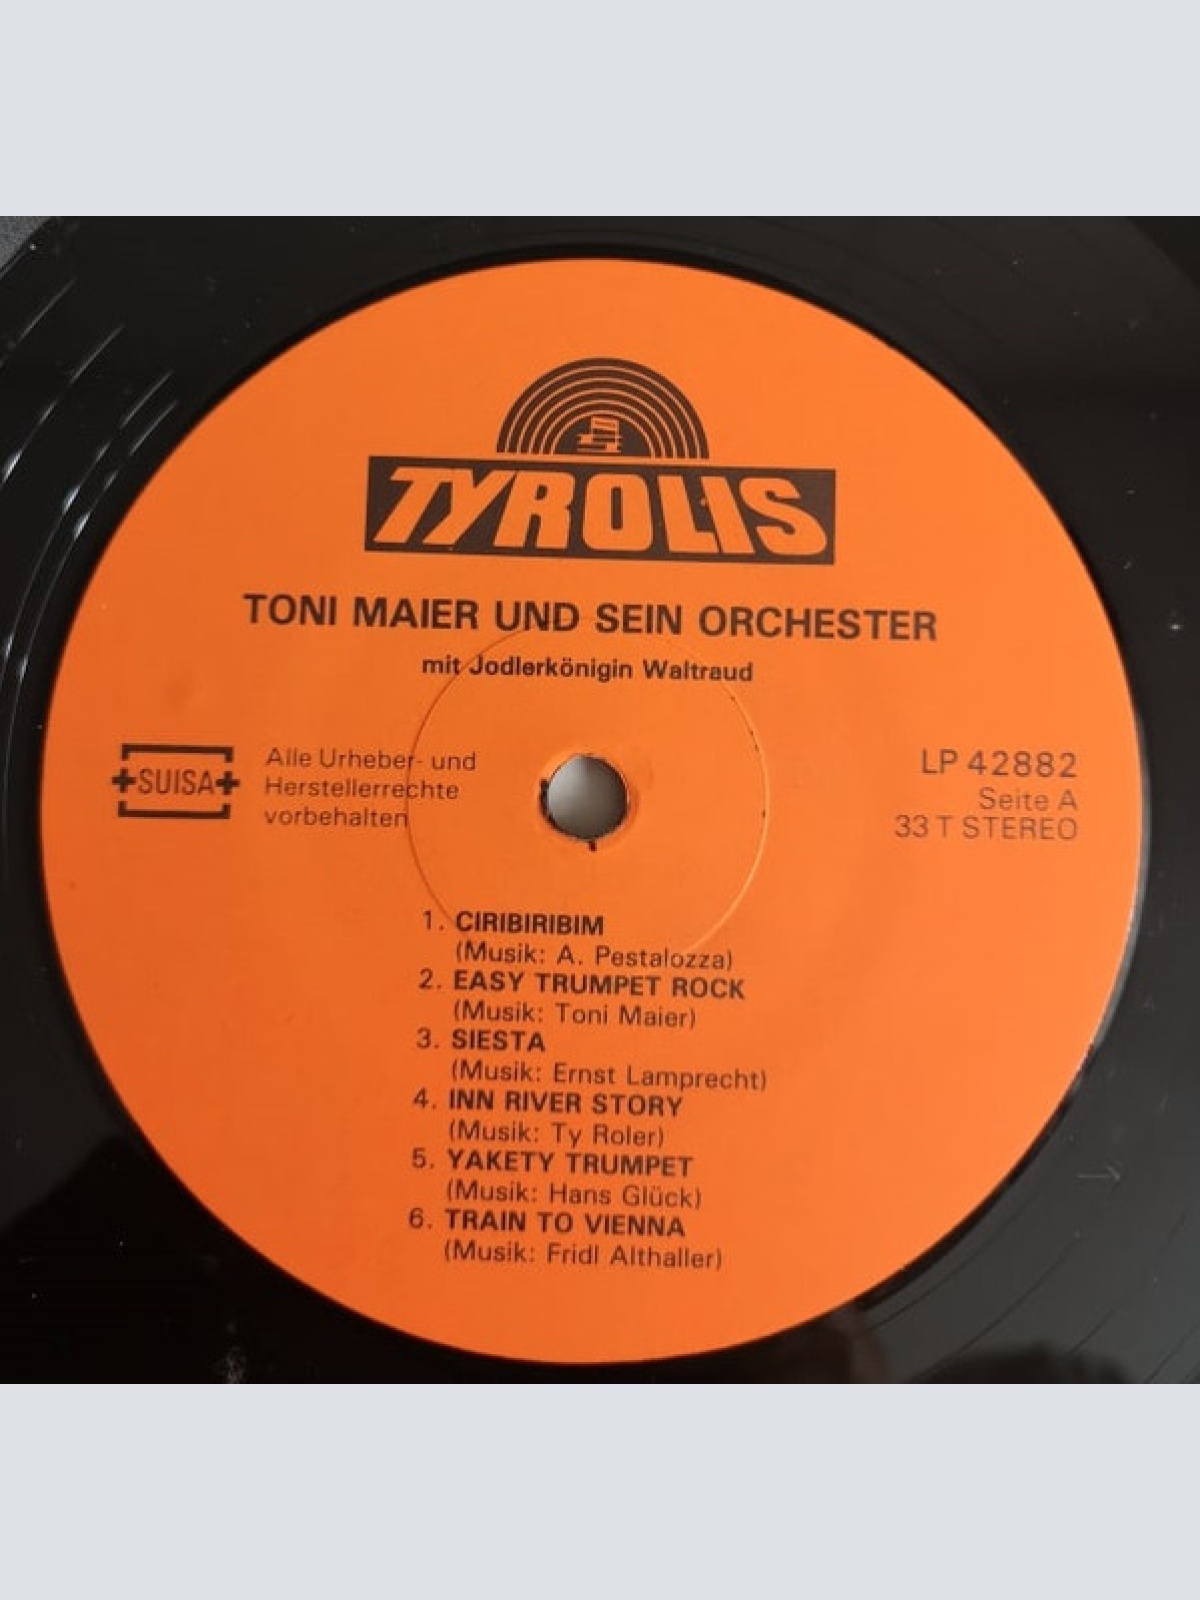 TYROLIS
TONI MAIER UND SEIN ORCHESTER
mit Jodlerkönigin Waltraud
+SUISA+
Alle Urheber- und
Herstellerrechte
vorbehalten
LP 42882
Seite A
33 T STEREO
1. CIRIBIRIBIM
(Musik: A. Pestalozza)
2. EASY TRUMPET ROCK
(Musik: Toni Maier)
3. SIESTA
(Musik: Ernst Lamprecht)
4. INN RIVER STORY
(Musik: Ty Roler)
5. YAKETY TRUMPET
(Musik: Hans Glück)
6. TRAIN TO VIENNA
(Musik: Fridl Althaller)